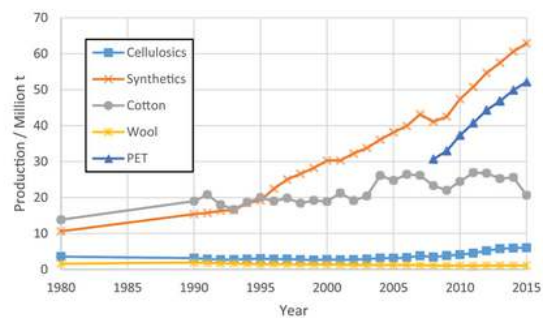 70
60
50
40
30
20
10
0
Production / Million t
Cellulosics
Synthetics
Cotton
Wool
PET
1980 1985 1990 1995 2000 2005 2010 2015
Year